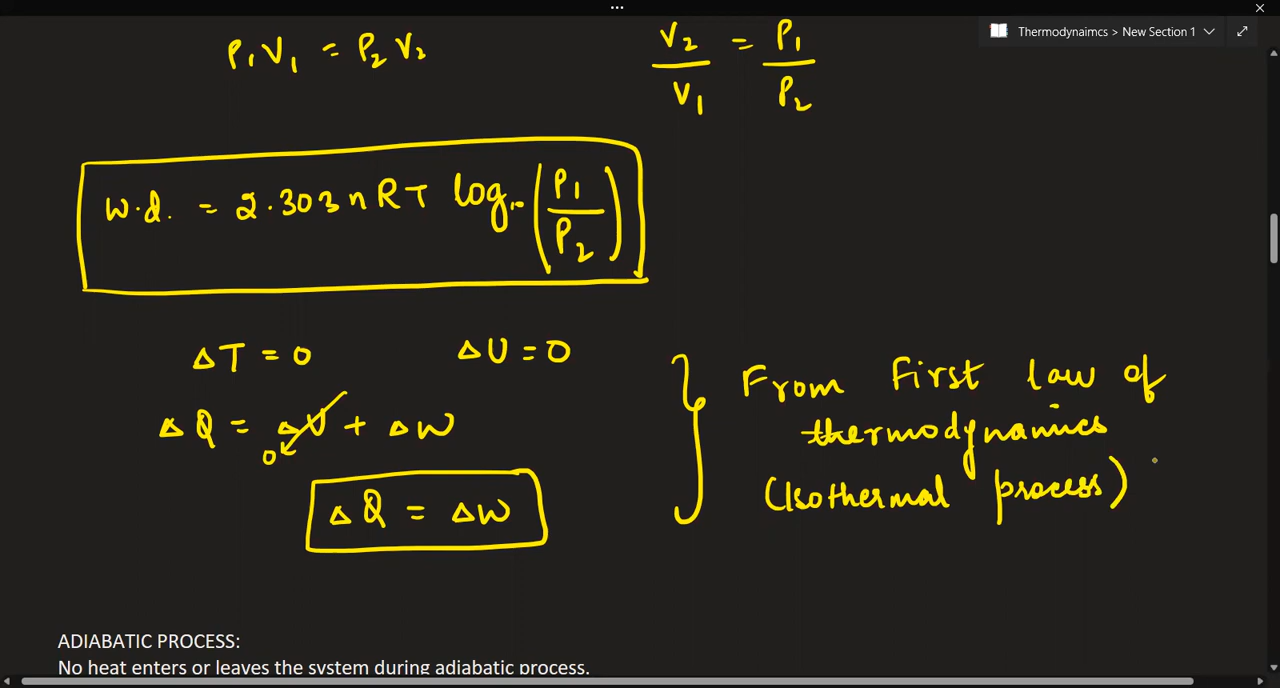 ...
Thermodynaimcs > New Section 1
P₁V₁ = P₂V₂
V₂/V₁ = P₁/P₂
W.d. = 2.303 n R T log₁₀ (P₁/P₂)
ΔT = 0 ΔU = 0
ΔQ = ΔU + ΔW
0
ΔQ = ΔW
From First law of
thermodynamics
(Isothermal process)
ADIABATIC PROCESS:
No heat enters or leaves the system during adiabatic process.